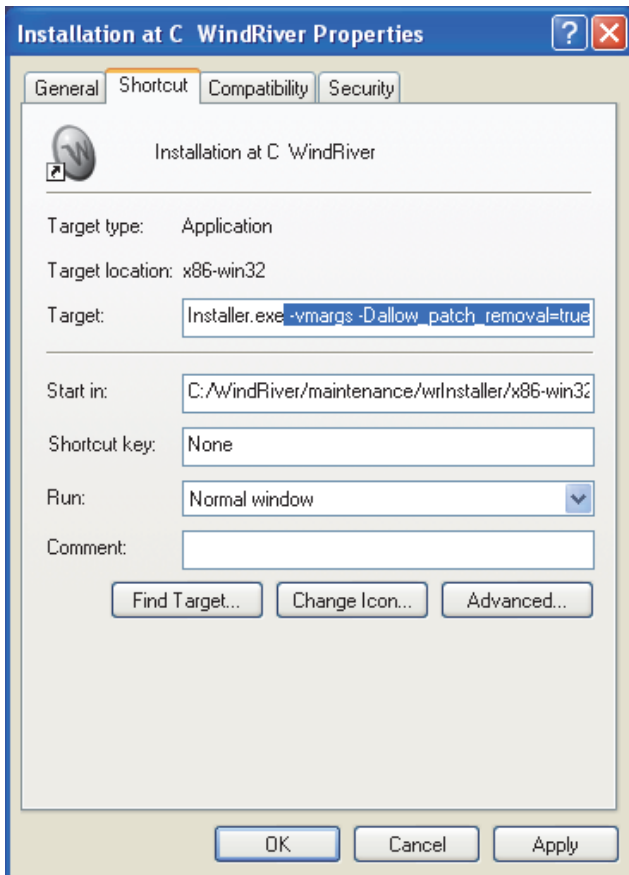 Installation at C WindRiver Properties
General Shortcut Compatibility Security
Installation at C WindRiver
Target type: Application
Target location: x86-win32
Target: Installer.exe -vmargs -Dallow_patch_removal=true
Start in: C:/WindRiver/maintenance/wrInstaller/x86-win32
Shortcut key: None
Run: Normal window
Comment:
Find Target... Change Icon... Advanced...
OK Cancel Apply